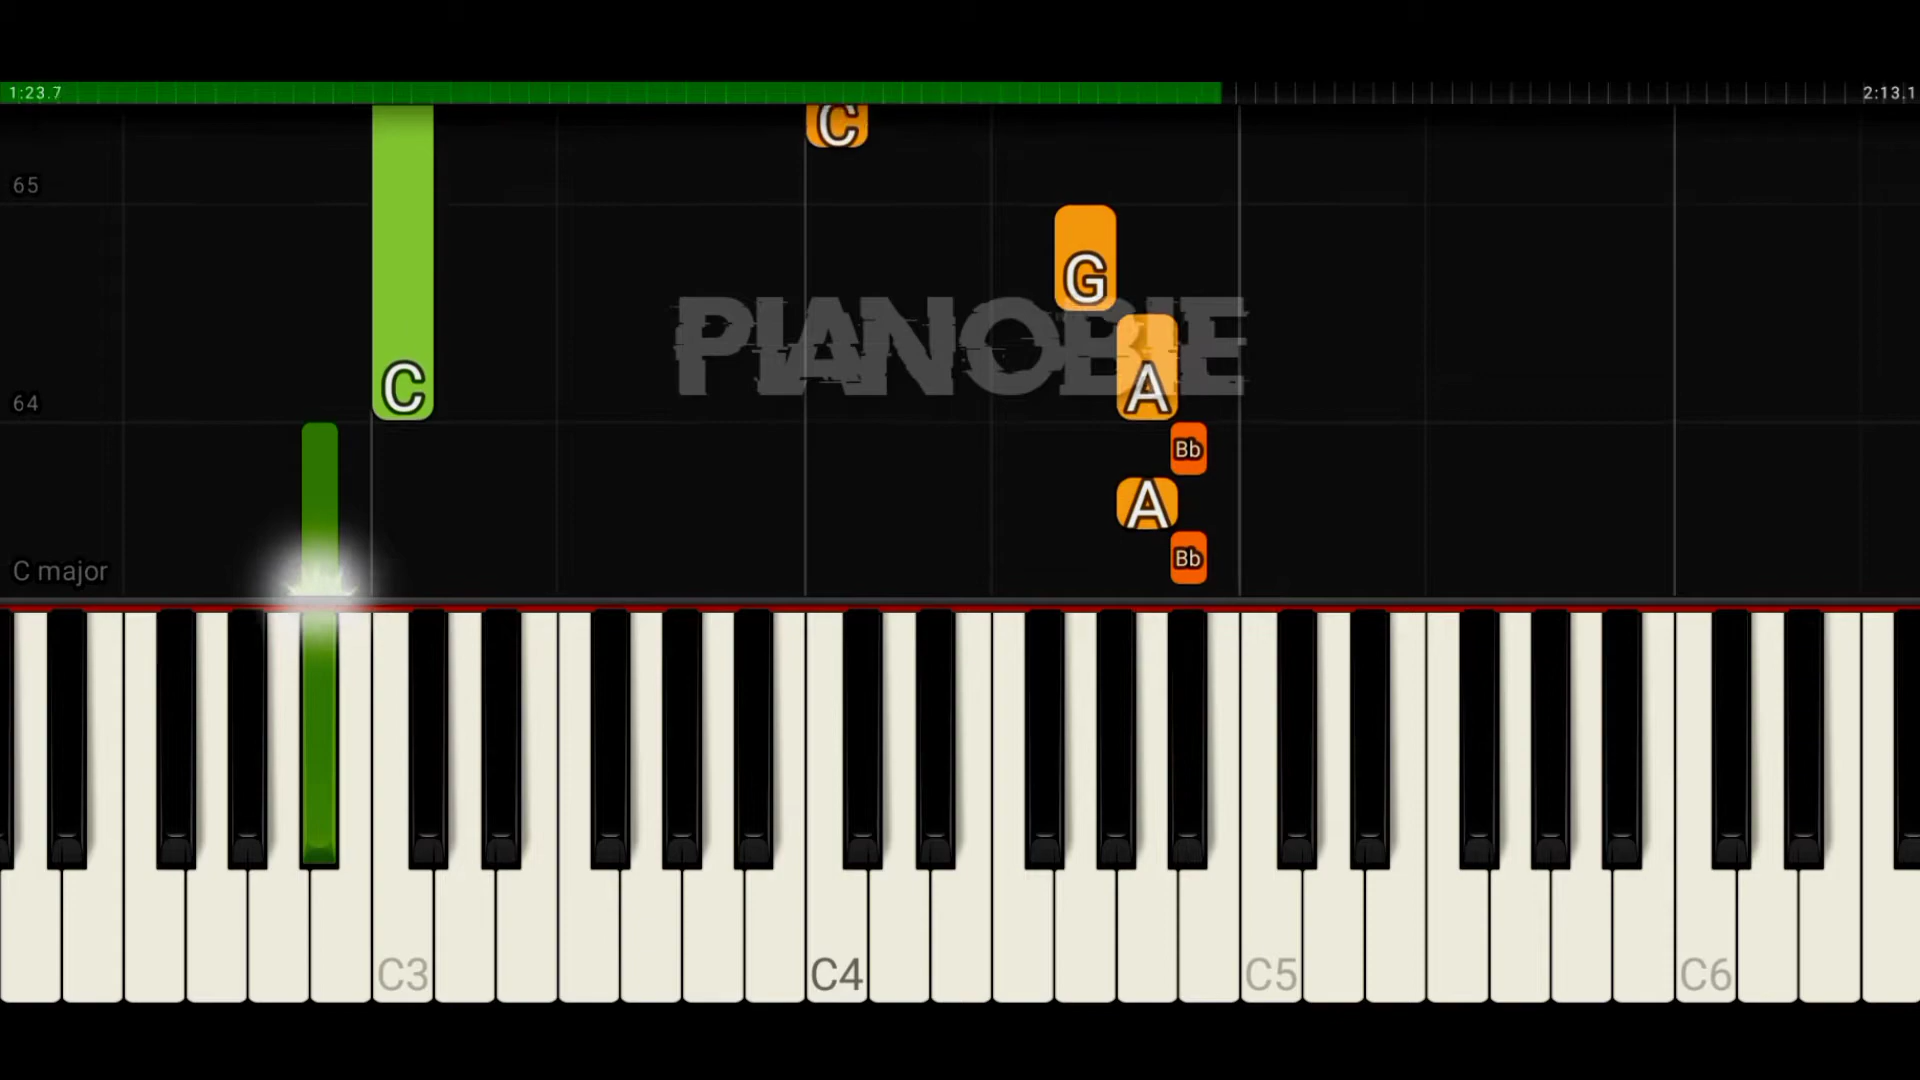 1:23.7
2:13.1
C
65
G
PIANOBIE
C
A
64
Bb
A
Bb
C major
C3
C4
C5
C6